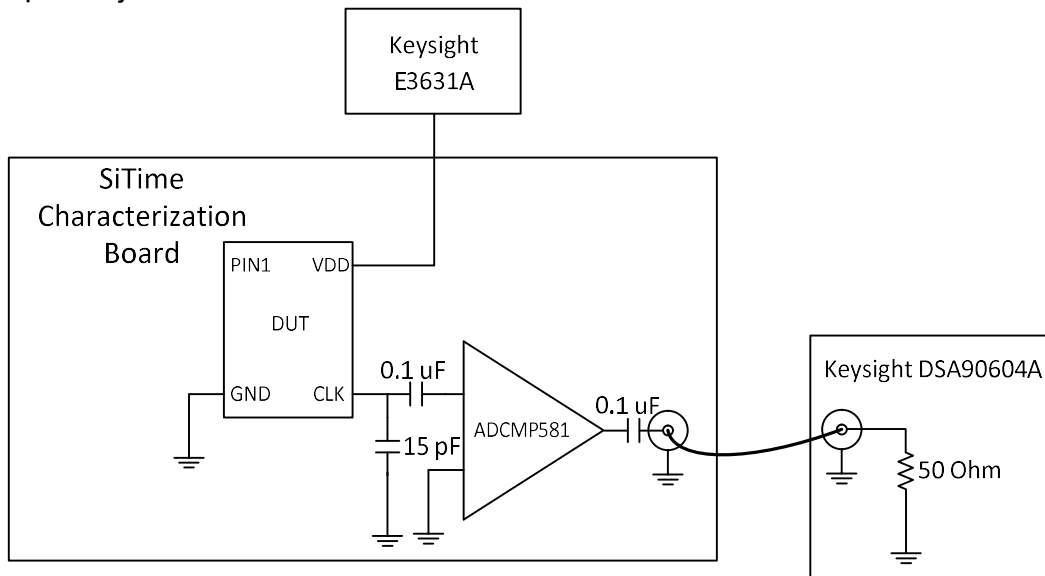 Keysight
E3631A
SiTime
Characterization
Board
PIN1 VDD
DUT
GND CLK
0.1 uF
15 pF
ADCMP581
0.1 uF
Keysight DSA90604A
50 Ohm